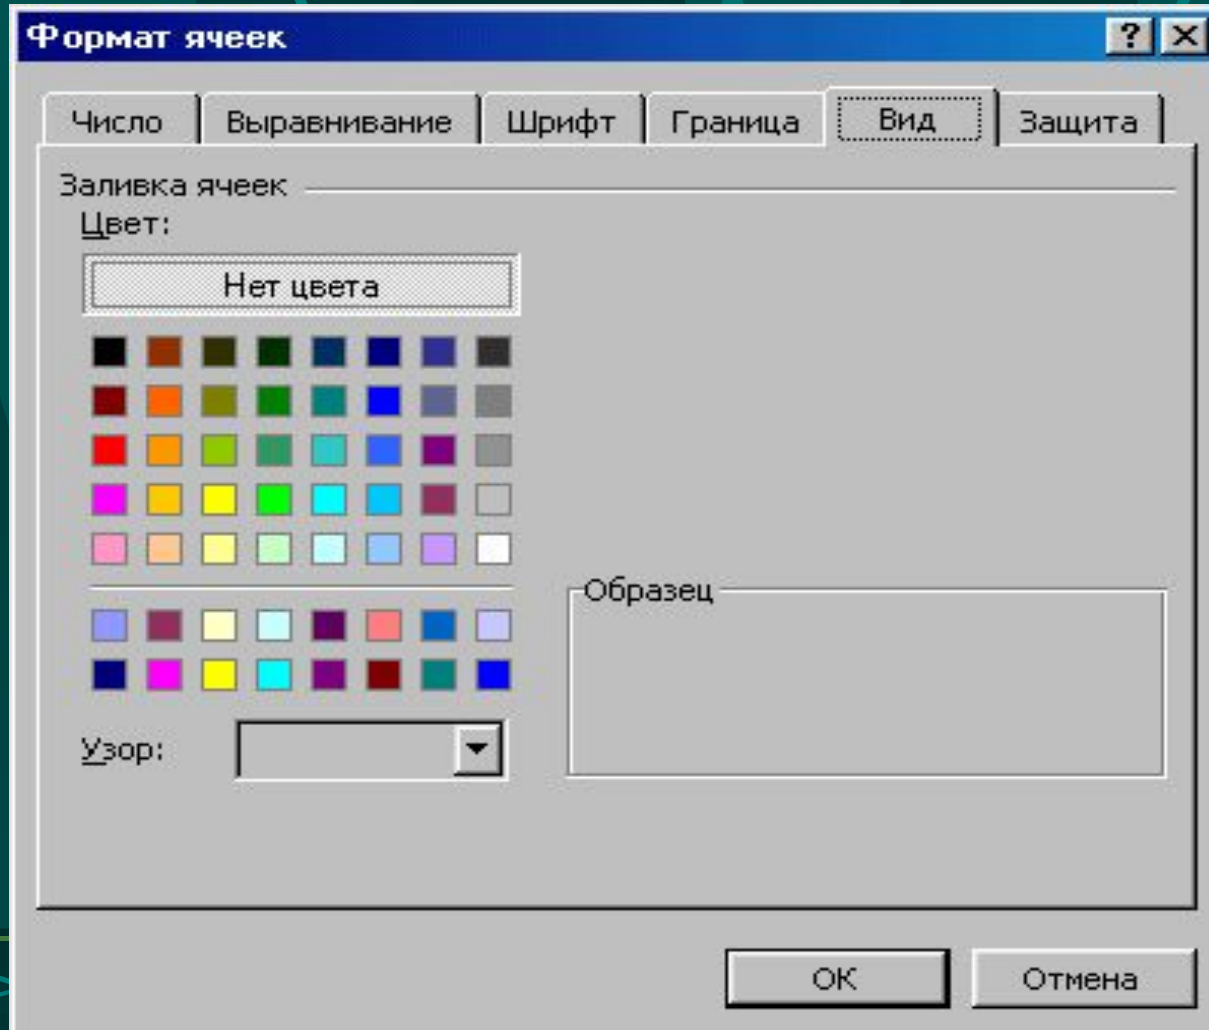 Формат ячеек
Число Выравнивание Шрифт Граница Вид Защита
Заливка ячеек
Цвет:
Нет цвета
Образец
Узор:
ОК Отмена